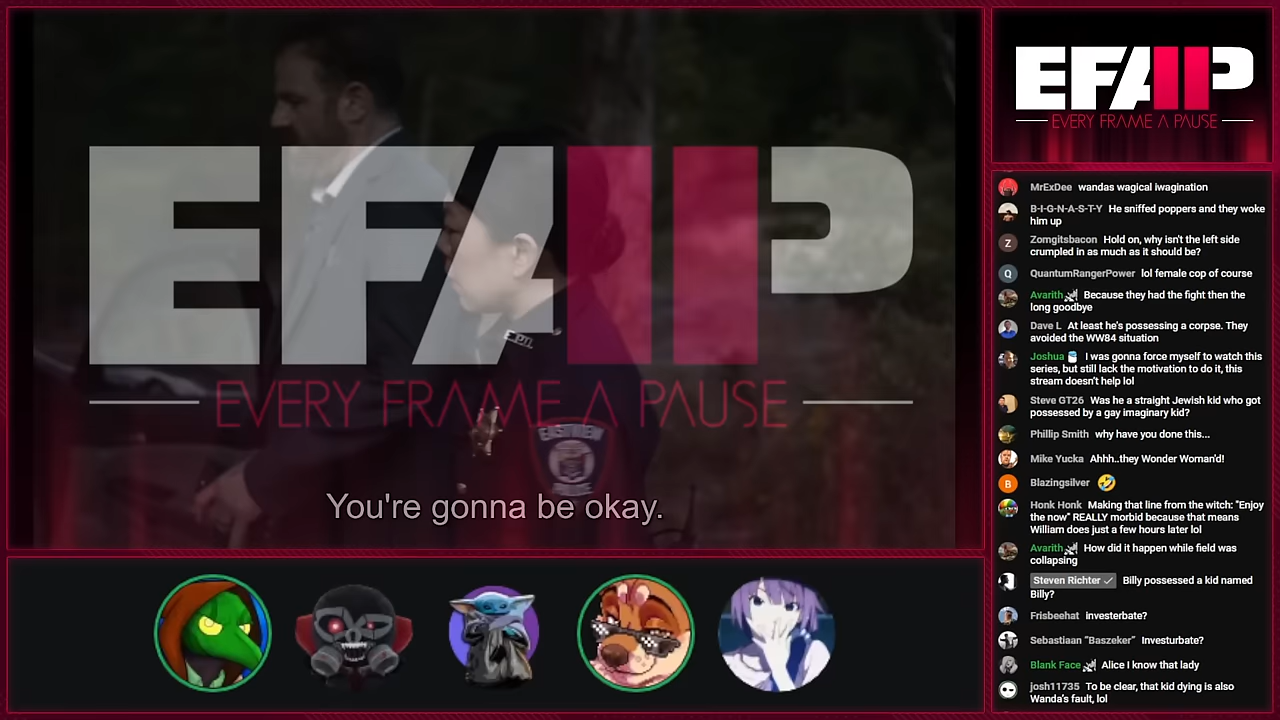 EFAP
EVERY FRAME A PAUSE
EASTVIEW
E.P.D.
You're gonna be okay.
EFAP
EVERY FRAME A PAUSE
MrExDee wandas wagical iwagination
B-I-G-N-A-S-T-Y He sniffed poppers and they woke
him up
Z
Zomgitsbacon Hold on, why isn't the left side
crumpled in as much as it should be?
Q
QuantumRangerPower lol female cop of course
Avarith Because they had the fight then the
long goodbye
Dave L At least he's possessing a corpse. They
avoided the WW84 situation
Joshua I was gonna force myself to watch this
series, but still lack the motivation to do it, this
stream doesn't help lol
Steve GT26 Was he a straight Jewish kid who got
possessed by a gay imaginary kid?
Phillip Smith why have you done this...
Mike Yucka Ahhh..they Wonder Woman'd!
B
Blazingsilver 🤣
Honk Honk Making that line from the witch: "Enjoy
the now" REALLY morbid because that means
William does just a few hours later lol
Avarith How did it happen while field was
collapsing
Steven Richter ✓ Billy possessed a kid named
Billy?
Frisbeehat investerbate?
Sebastiaan "Baszeker" Investurbate?
Blank Face Alice I know that lady
josh11735 To be clear, that kid dying is also
Wanda's fault, lol